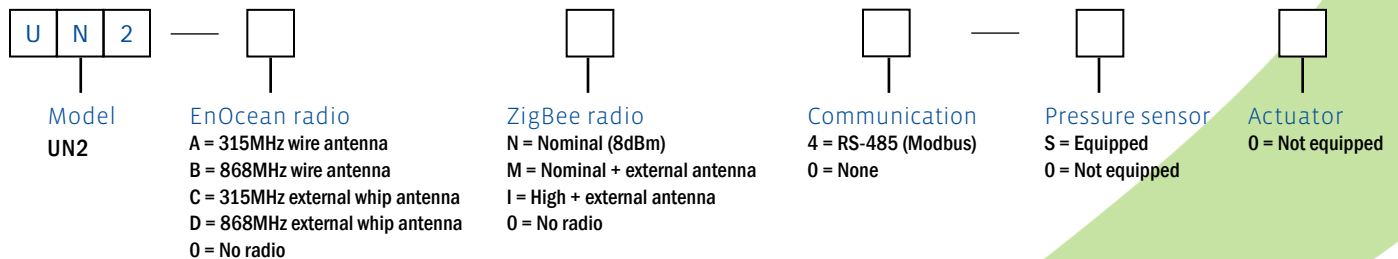 U N 2
Model
UN2
EnOcean radio
A = 315MHz wire antenna
B = 868MHz wire antenna
C = 315MHz external whip antenna
D = 868MHz external whip antenna
0 = No radio
ZigBee radio
N = Nominal (8dBm)
M = Nominal + external antenna
I = High + external antenna
0 = No radio
Communication
4 = RS-485 (Modbus)
0 = None
Pressure sensor
S = Equipped
0 = Not equipped
Actuator
0 = Not equipped